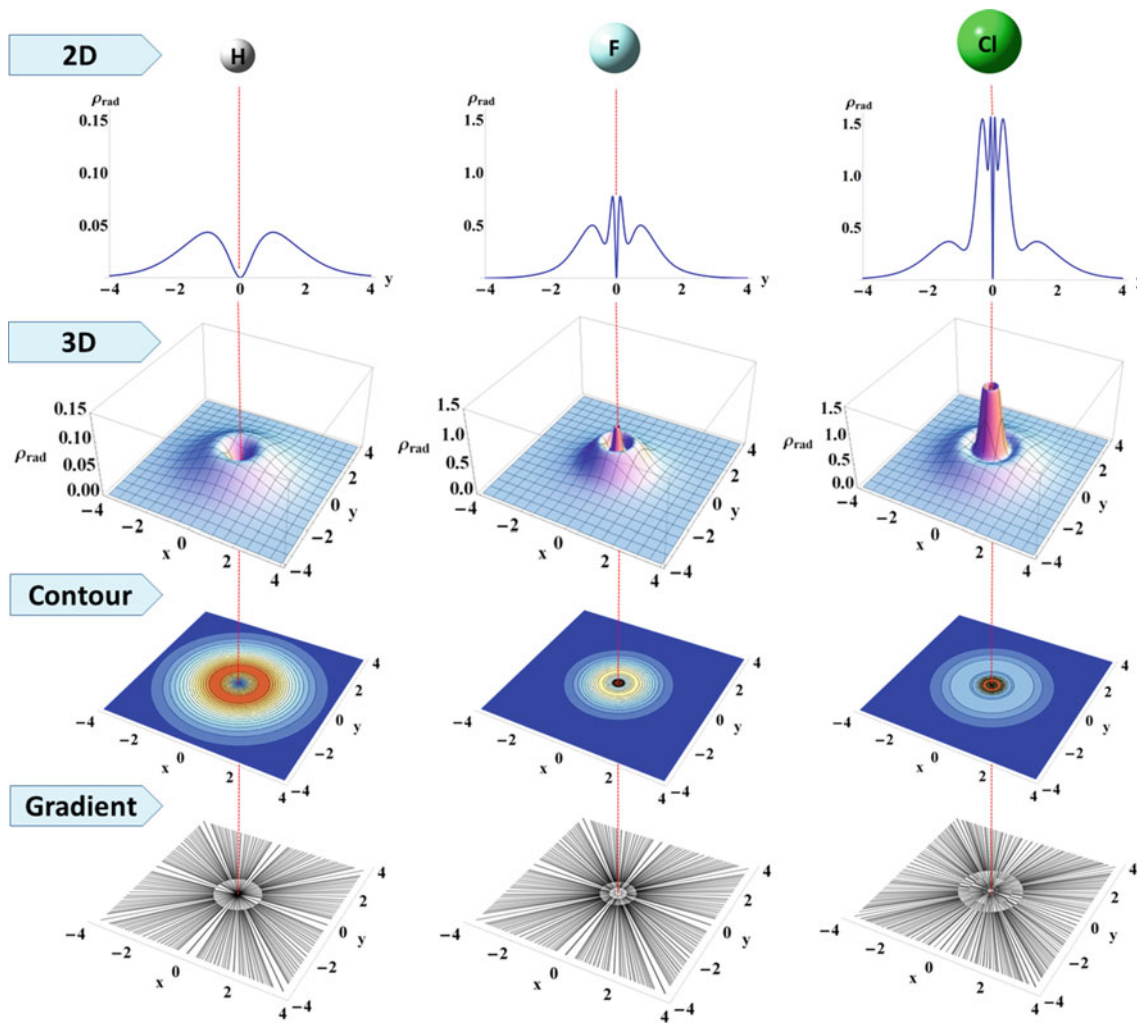 2D
H
F
Cl
ρrad
0.15
0.10
0.05
−4 −2 0 2 4 y
ρrad
1.5
1.0
0.5
−4 −2 0 2 4 y
ρrad
1.5
1.0
0.5
−4 −2 0 2 4
3D
0.15
0.10
ρrad
0.05
0.00
−4 −2 0 2 4
x
−4 −2 0 2 4
y
1.5
1.0
ρrad
0.5
0.0
−4 −2 0 2 4
x
−4 −2 0 2 4
y
1.5
1.0
ρrad
0.5
0.0
−4 −2 0 2 4
x
−4 −2 0 2 4
y
Contour
−4 −2 0 2 4
x
−4 −2 0 2 4
y
−4 −2 0 2 4
x
−4 −2 0 2 4
y
−4 −2 0 2 4
x
−4 −2 0 2 4
y
Gradient
−4 −2 0 2 4
x
−4 −2 0 2 4
y
−4 −2 0 2 4
x
−4 −2 0 2 4
y
−4 −2 0 2 4
x
−4 −2 0 2 4
y